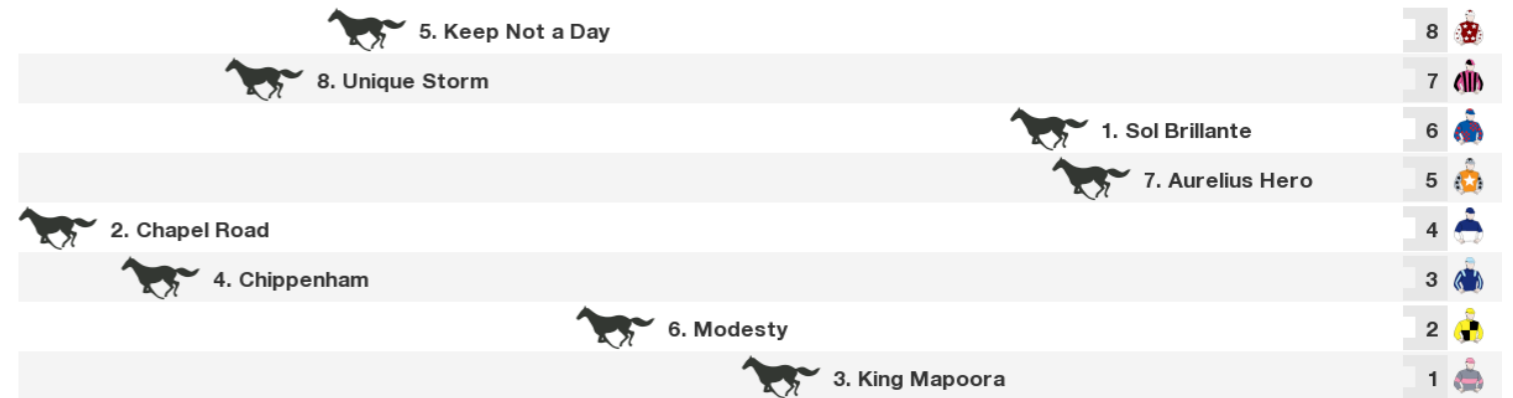 5. Keep Not a Day 8
8. Unique Storm 7
1. Sol Brillante 6
7. Aurelius Hero 5
2. Chapel Road 4
4. Chippenham 3
6. Modesty 2
3. King Mapoora 1